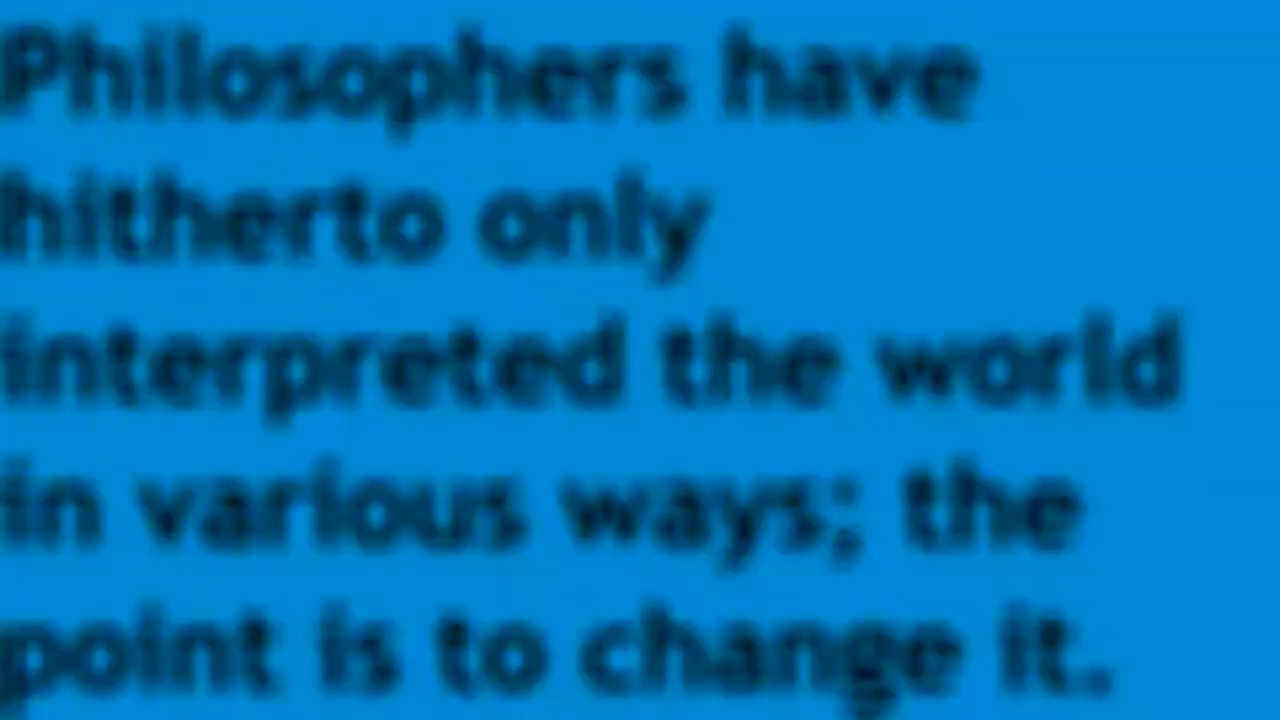 Philosophers have
hitherto only
interpreted the world
in various ways; the
point is to change it.